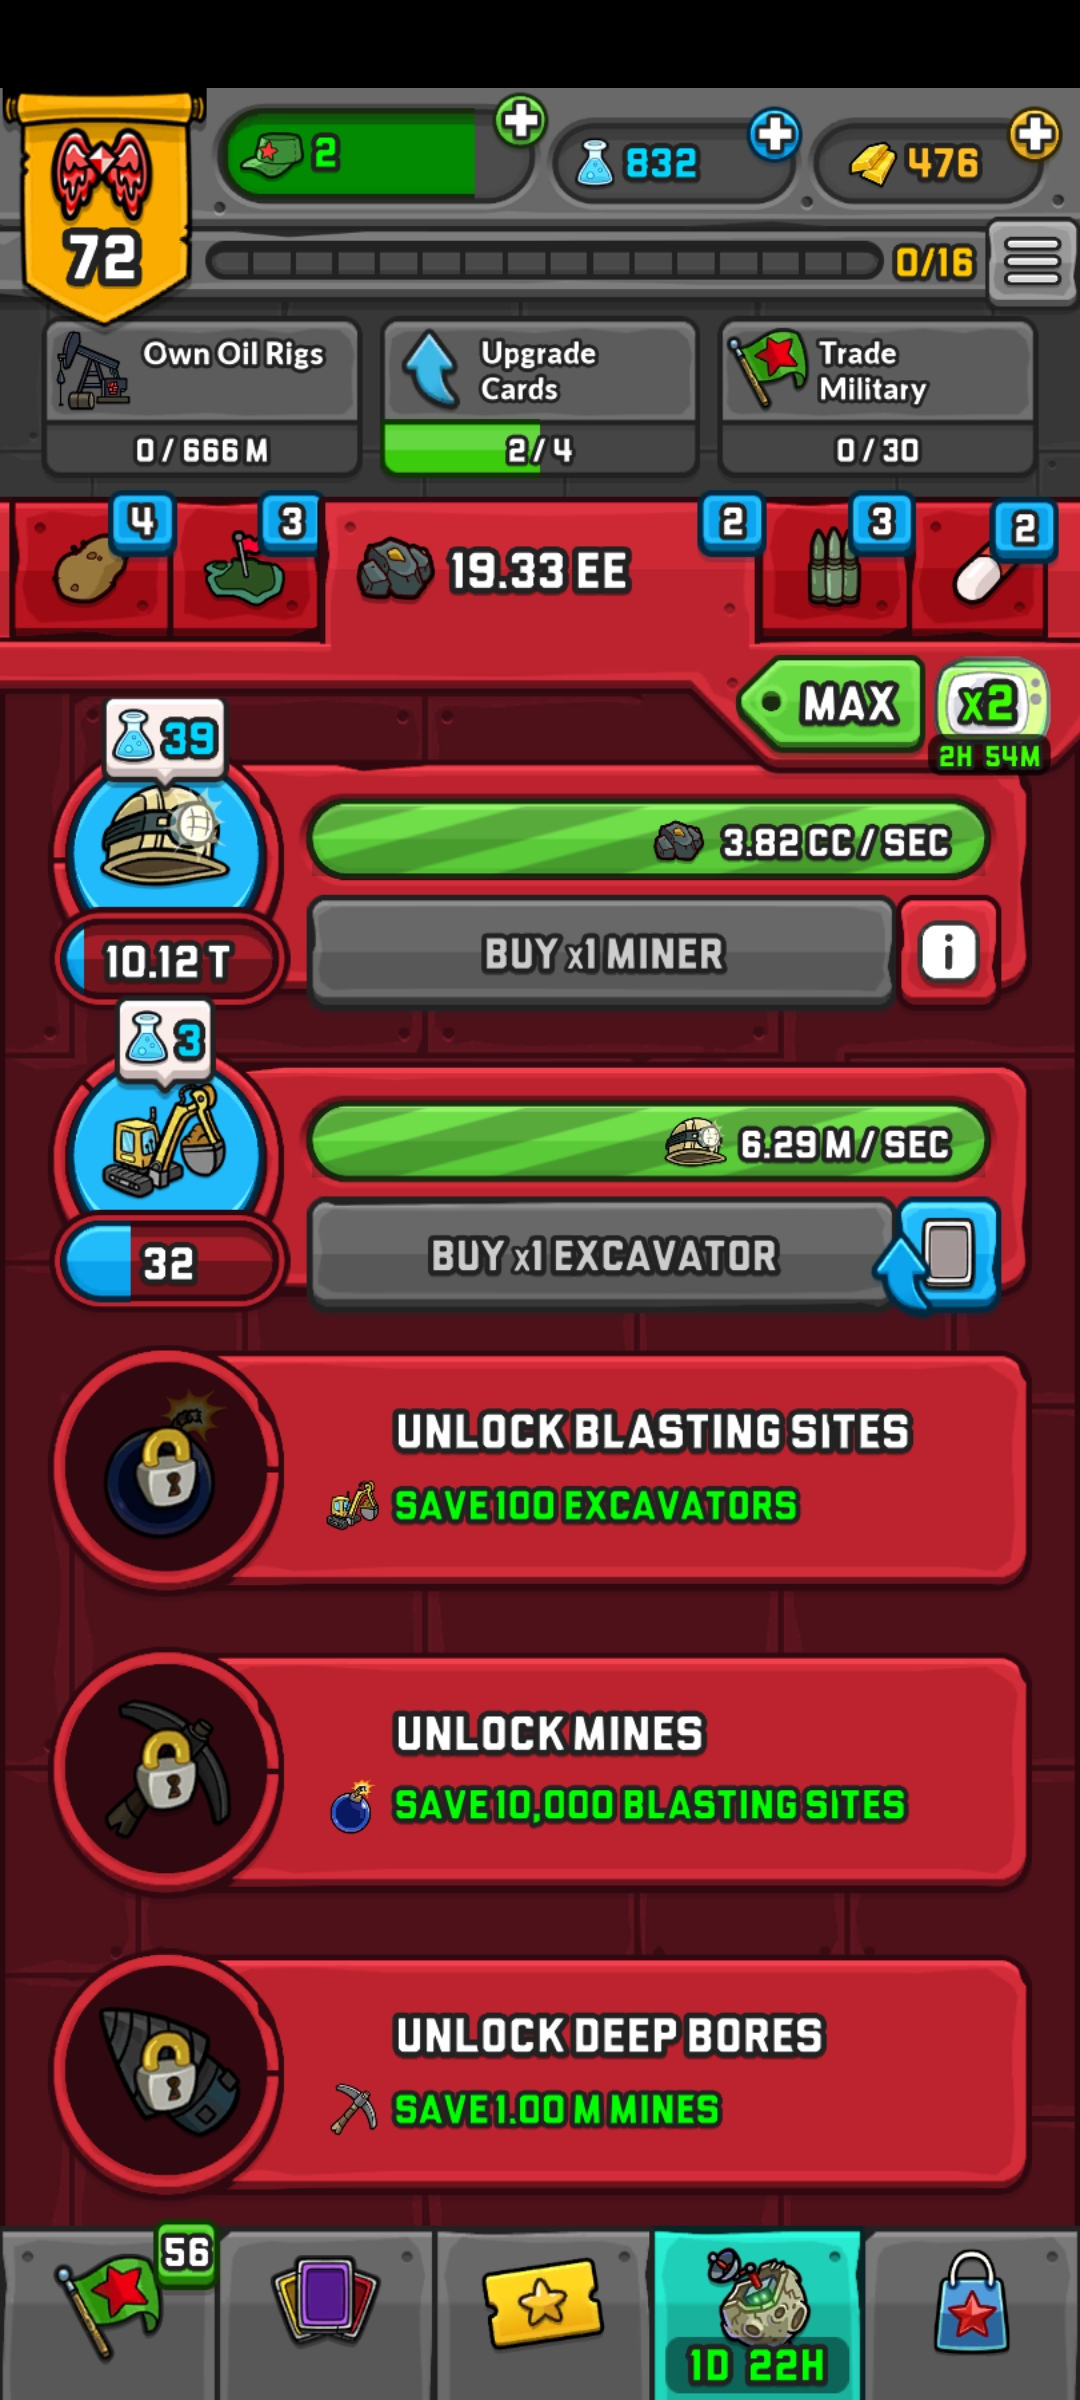 2
832
476
72
0/16
Own Oil Rigs
0 / 666 M
Upgrade
Cards
2 / 4
Trade
Military
0 / 30
4
3
19.33 EE
2
3
2
MAX
x2
2H 54M
39
3.82 CC / SEC
10.12 T
BUY x1 MINER
i
3
6.29 M / SEC
32
BUY x1 EXCAVATOR
UNLOCK BLASTING SITES
SAVE 100 EXCAVATORS
UNLOCK MINES
SAVE 10,000 BLASTING SITES
UNLOCK DEEP BORES
SAVE 1.00 M MINES
56
1D 22H